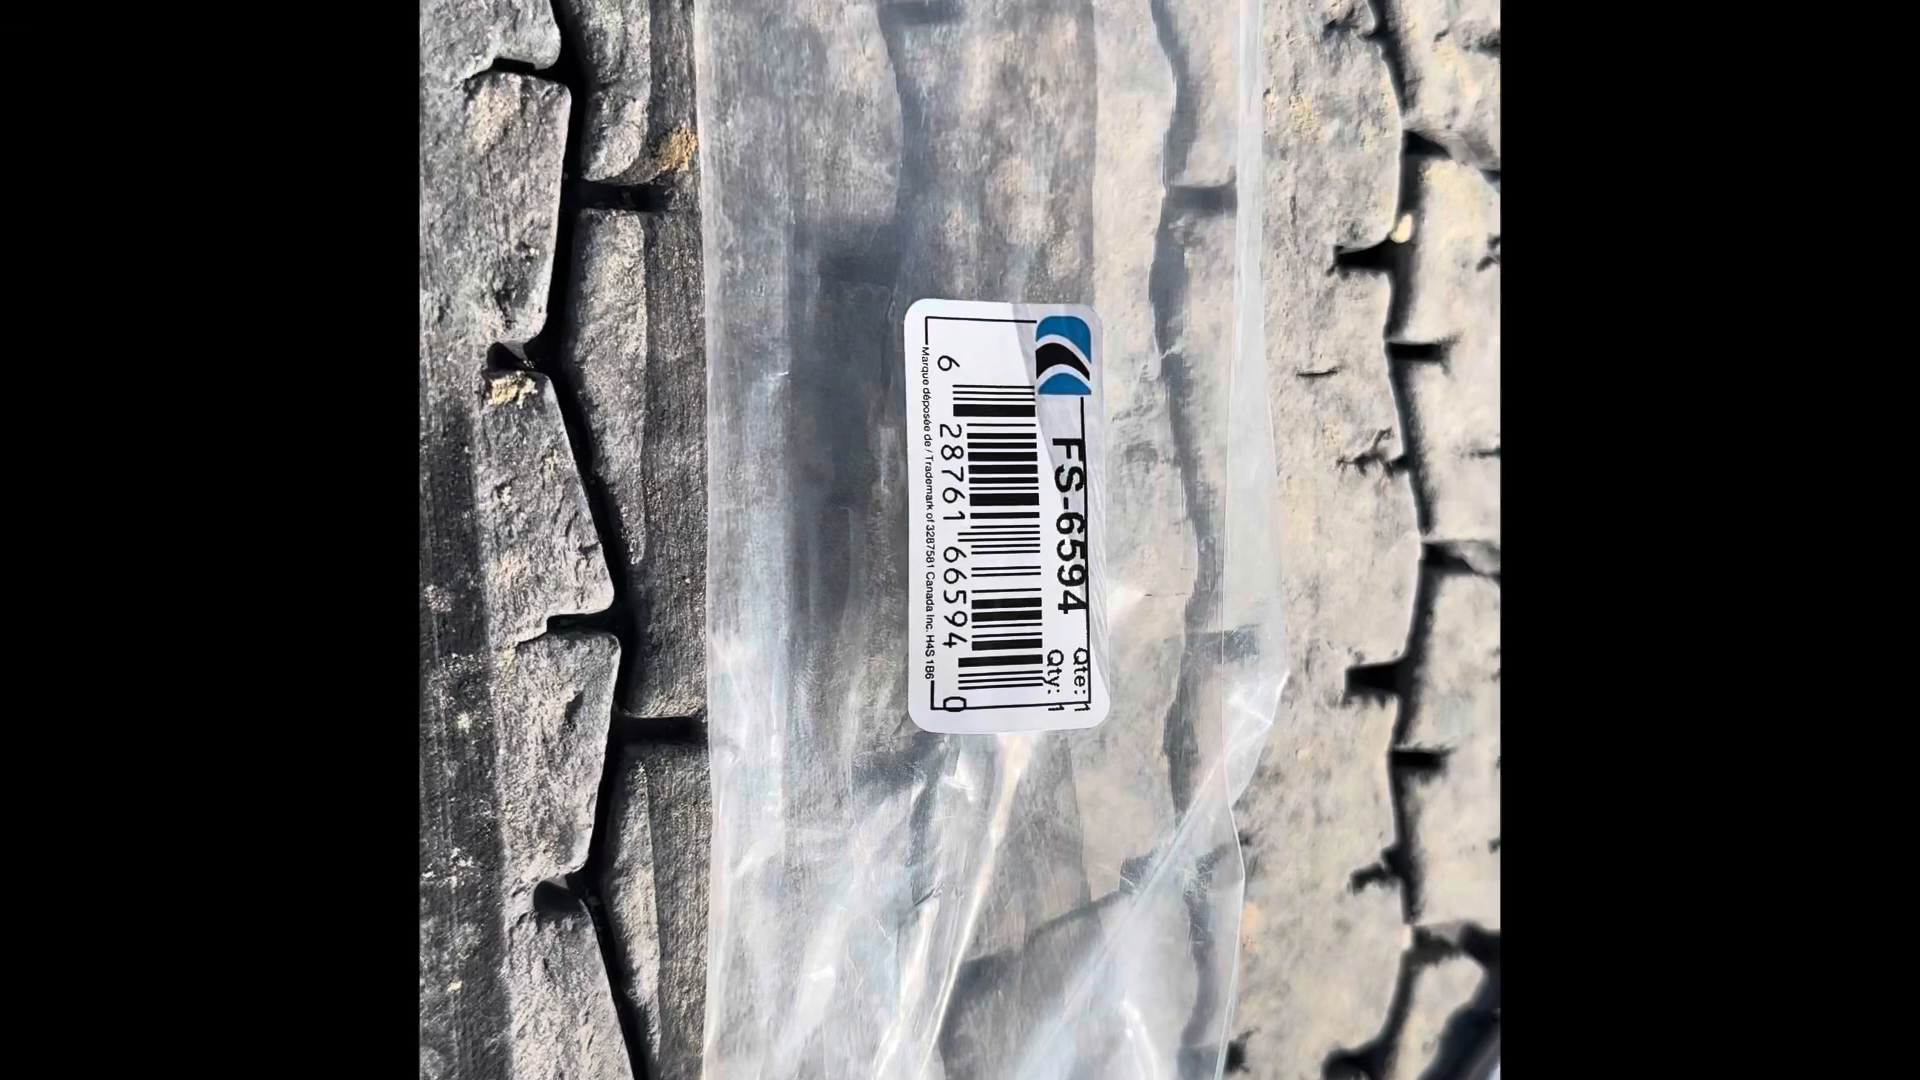 FS-6594
Qte: 1
Qty: 1
6 28761 66594 0
Marque déposée de / Trademark of 3287581 Canada Inc. H4S 1B6